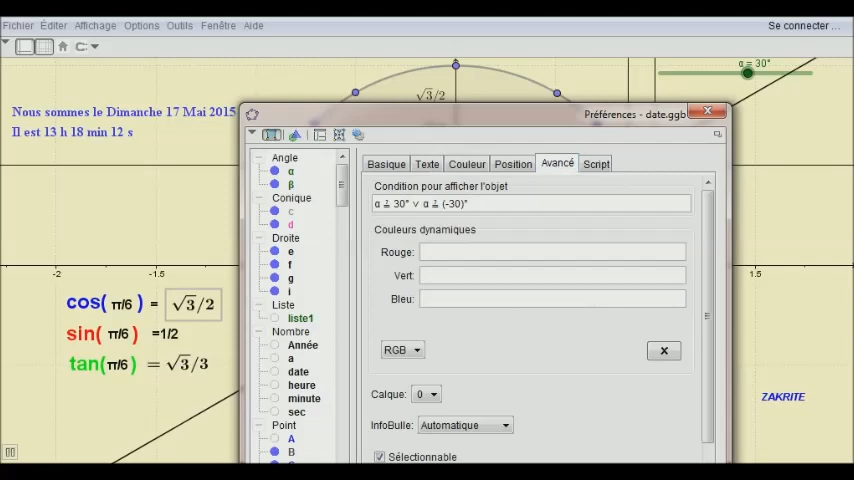 Fichier Éditer Affichage Options Outils Fenêtre Aide
Se connecter ...
α = 30°
√3/2
Nous sommes le Dimanche 17 Mai 2015
Il est 13 h 18 min 12 s
Préférences - date.ggb
Basique Texte Couleur Position Avancé Script
Condition pour afficher l'objet
α ≟ 30° ∨ α ≟ (-30)°
Couleurs dynamiques
Rouge:
Vert:
Bleu:
RGB
x
Calque: 0
InfoBulle: Automatique
Sélectionnable
Angle
α
β
Conique
c
d
Droite
e
f
g
i
Liste
liste1
Nombre
Année
a
date
heure
minute
sec
Point
A
B
-2 -1.5 1.5
cos( π/6 ) = √3/2
sin( π/6 ) =1/2
tan( π/6 ) = √3/3
ZAKRITE